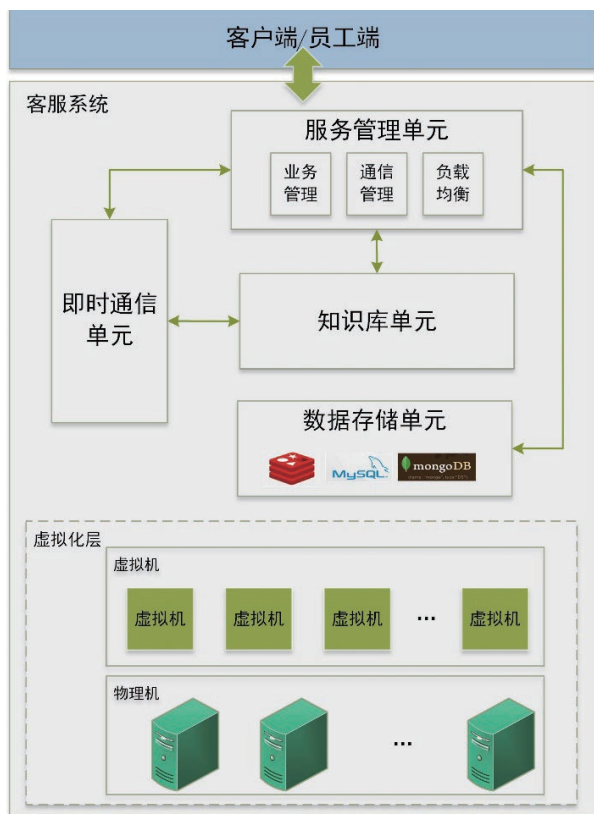 客户端/员工端
客服系统
服务管理单元
业务
管理
通信
管理
负载
均衡
即时通信
单元
知识库单元
数据存储单元
MySQL
mongoDB
虚拟化层
虚拟机
虚拟机
虚拟机
虚拟机
...
虚拟机
物理机
...